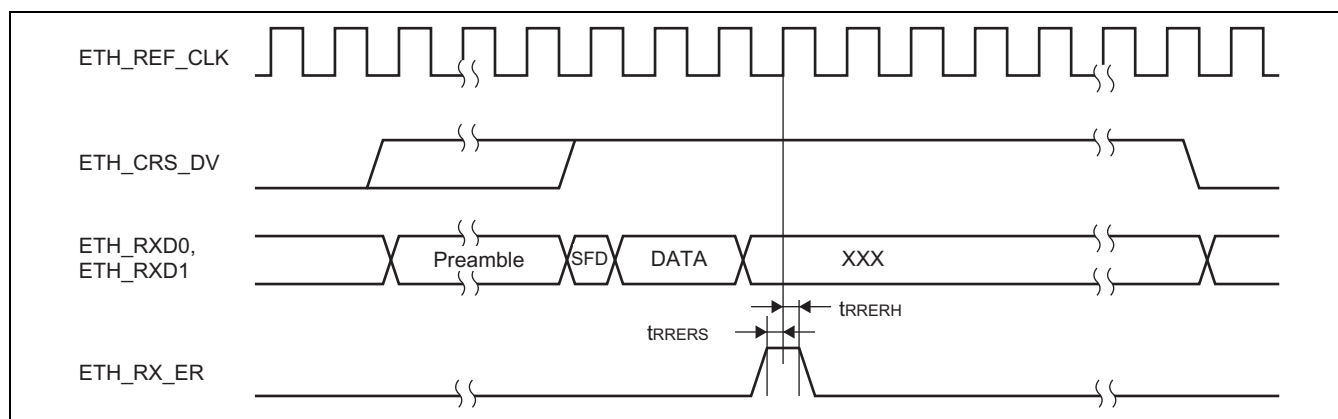 ETH_REF_CLK
ETH_CRS_DV
ETH_RXD0,
ETH_RXD1
Preamble
SFD
DATA
XXX
tRRERH
tRRERS
ETH_RX_ER